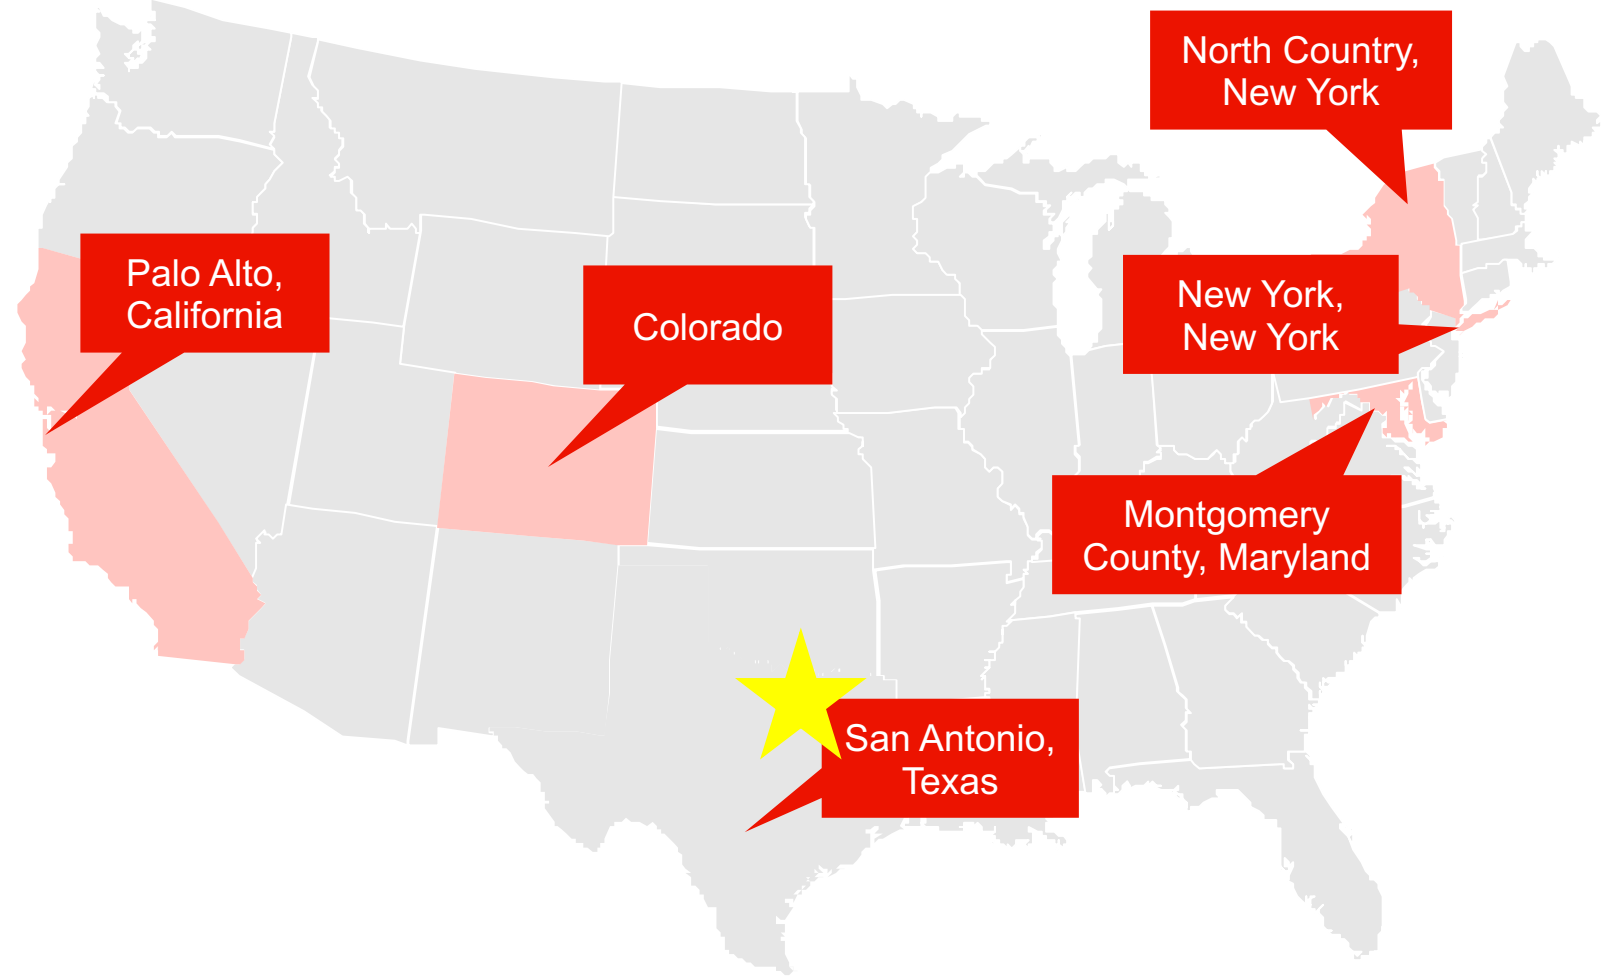 North Country,
New York
Palo Alto,
California
Colorado
New York,
New York
Montgomery
County, Maryland
San Antonio,
Texas